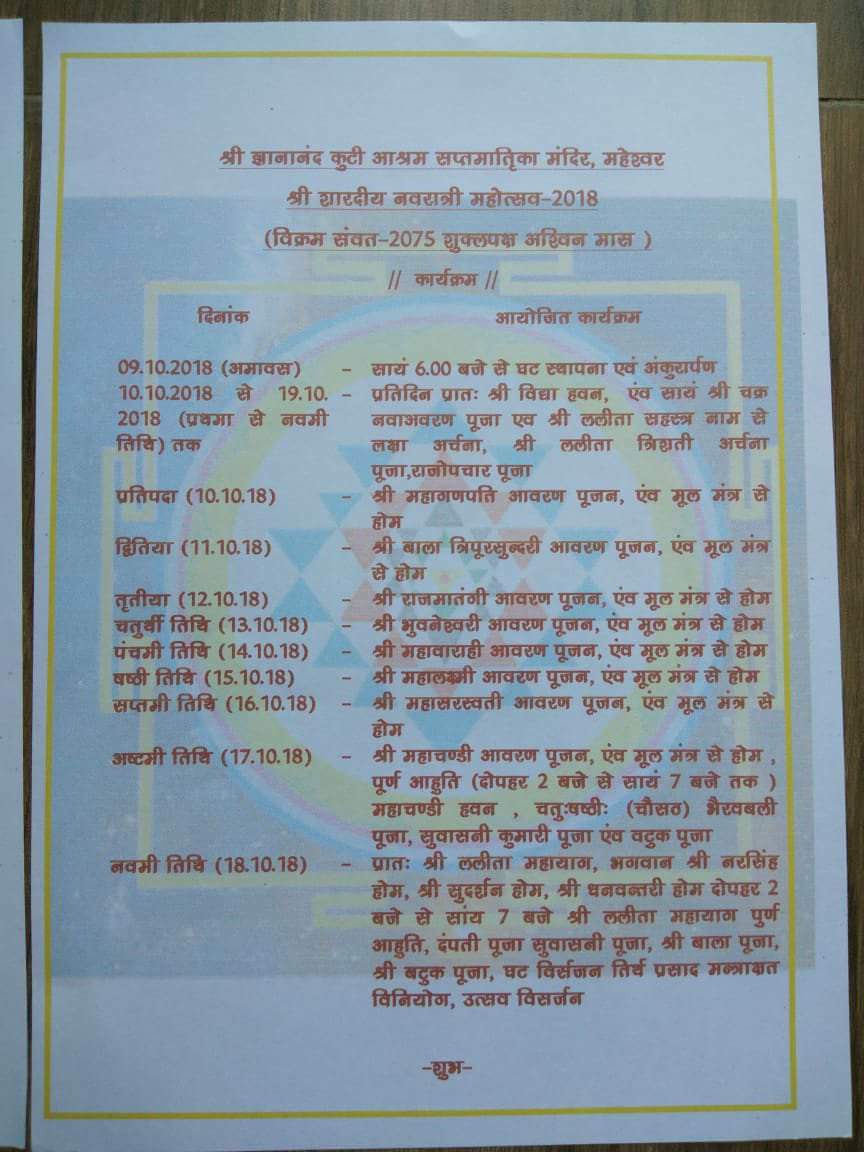 श्री ज्ञानानंद कुटी आश्रम सप्तमातृिका मंदिर, महेश्वर
श्री शारदीय नवरात्री महोत्सव-2018
(विक्रम संवत-2075 शुक्लपक्ष अश्विन मास )
// कार्यक्रम //
दिनांक आयोजित कार्यक्रम
09.10.2018 (अमावस) - सायं 6.00 बजे से घट स्थापना एवं अंकुरार्पण
10.10.2018 से 19.10. - प्रतिदिन प्रातः श्री विद्या हवन, एंव सायं श्री चक्र
2018 (प्रथमा से नवमी नवाअवरण पूजा एव श्री ललीता सहस्त्र नाम से
तिथि) तक लक्षा अर्चना, श्री ललीता त्रिशती अर्चना
पूजा,राजोपचार पूजा
प्रतिपदा (10.10.18) - श्री महागणपति आवरण पूजन, एंव मूल मंत्र से
होम
द्वितिया (11.10.18) - श्री बाला त्रिपूरसुन्दरी आवरण पूजन, एंव मूल मंत्र
से होम
तृतीया (12.10.18) - श्री राजमातंगी आवरण पूजन, एंव मूल मंत्र से होम
चतुर्थी तिथि (13.10.18) - श्री भुवनेश्वरी आवरण पूजन, एंव मूल मंत्र से होम
पंचमी तिथि (14.10.18) - श्री महावाराही आवरण पूजन, एंव मूल मंत्र से होम
षष्ठी तिथि (15.10.18) - श्री महालक्ष्मी आवरण पूजन, एंव मूल मंत्र से होम
सप्तमी तिथि (16.10.18) - श्री महासरस्वती आवरण पूजन, एंव मूल मंत्र से
होम
अष्टमी तिथि (17.10.18) - श्री महाचण्डी आवरण पूजन, एंव मूल मंत्र से होम ,
पूर्ण आहुति (दोपहर 2 बजे से सायं 7 बजे तक )
महाचण्डी हवन , चतुःषष्ठीः (चौसठ) भैरवबली
पूजा, सुवासनी कुमारी पूजा एंव वटुक पूजा
नवमी तिथि (18.10.18) - प्रातः श्री ललीता महायाग, भगवान श्री नरसिंह
होम, श्री सुदर्शन होम, श्री धनवन्तरी होम दोपहर 2
बजे से सांय 7 बजे श्री ललीता महायाग पुर्ण
आहुति, दंपती पूजा सुवासनी पूजा, श्री बाला पूजा,
श्री बटुक पूजा, घट विर्सजन तिर्थ प्रसाद मन्त्राक्षत
विनियोग, उत्सव विसर्जन
-शुभ-